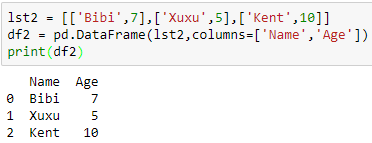 lst2 = [['Bibi',7],['Xuxu',5],['Kent',10]]
df2 = pd.DataFrame(lst2,columns=['Name','Age'])
print(df2)
   Name  Age
0  Bibi    7
1  Xuxu    5
2  Kent   10